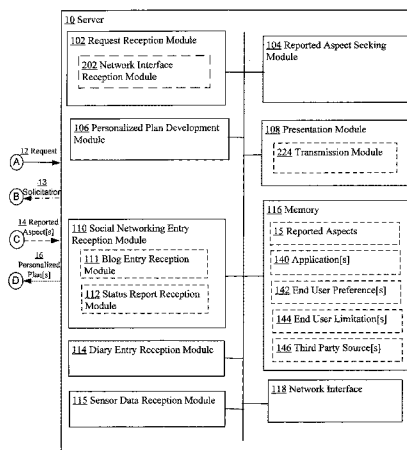 10 Server
102 Request Reception Module
202 Network Interface
Reception Module
104 Reported Aspect Seeking
Module
106 Personalized Plan Development
Module
108 Presentation Module
224 Transmission Module
12 Request
A
13
Solicitation
B
14 Reported
Aspect[s]
C
16
Personalized
Plan[s]
D
110 Social Networking Entry
Reception Module
111 Blog Entry Reception
Module
112 Status Report Reception
Module
116 Memory
15 Reported Aspects
140 Application[s]
142 End User Preference[s]
144 End User Limitation[s]
146 Third Party Source[s]
114 Diary Entry Reception Module
115 Sensor Data Reception Module
118 Network Interface